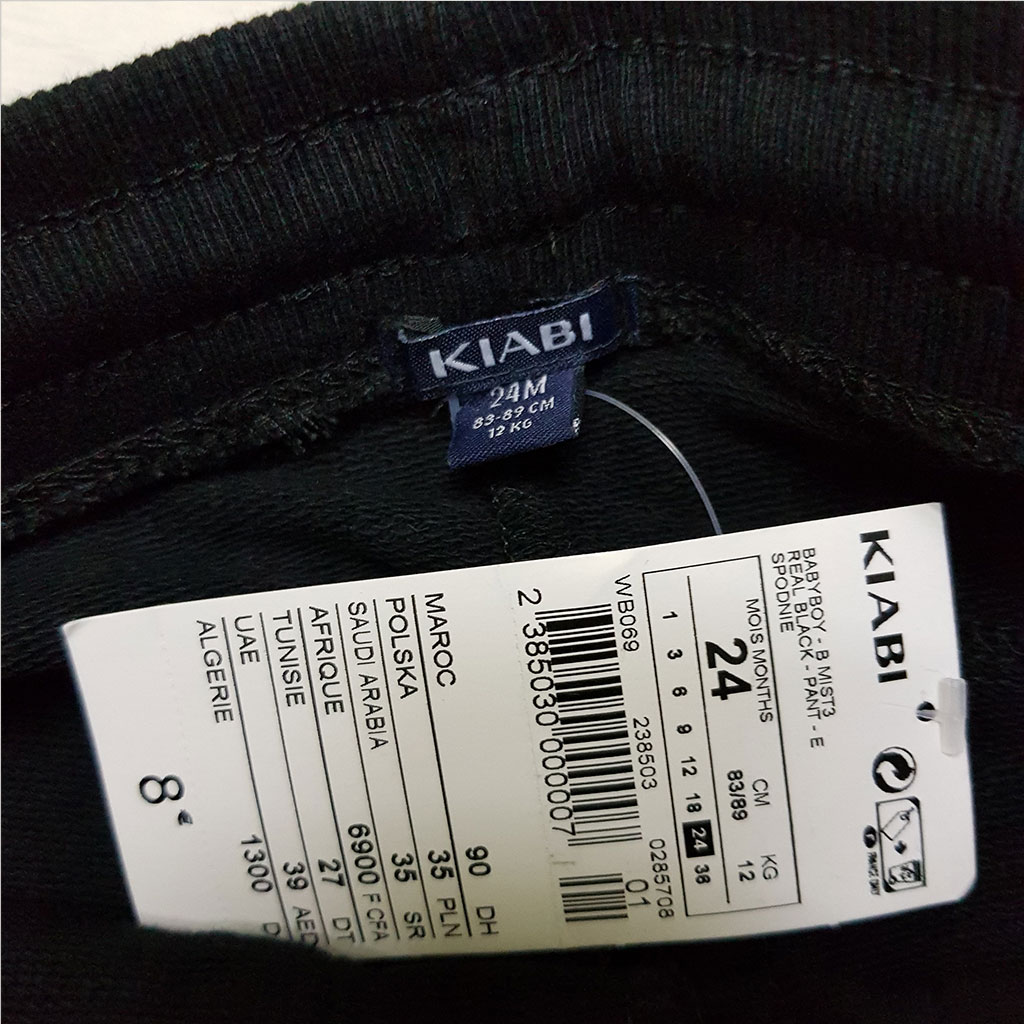 KIABI
24M
83-89 CM
12 KG
KIABI
BABYBOY - B MIST3
REAL BLACK - PANT - E
SPODNIE
MOIS MONTHS CM KG
24 83/89 12
1 3 6 9 12 18 24 36
WB069 238503 0285708
01
2 385030 000007
MAROC 90 DH
POLSKA 35 PLN
SAUDI ARABIA 35 SR
AFRIQUE 6900 F CFA
TUNISIE 27 DT
UAE 39 AED
ALGERIE 1300 D
8€